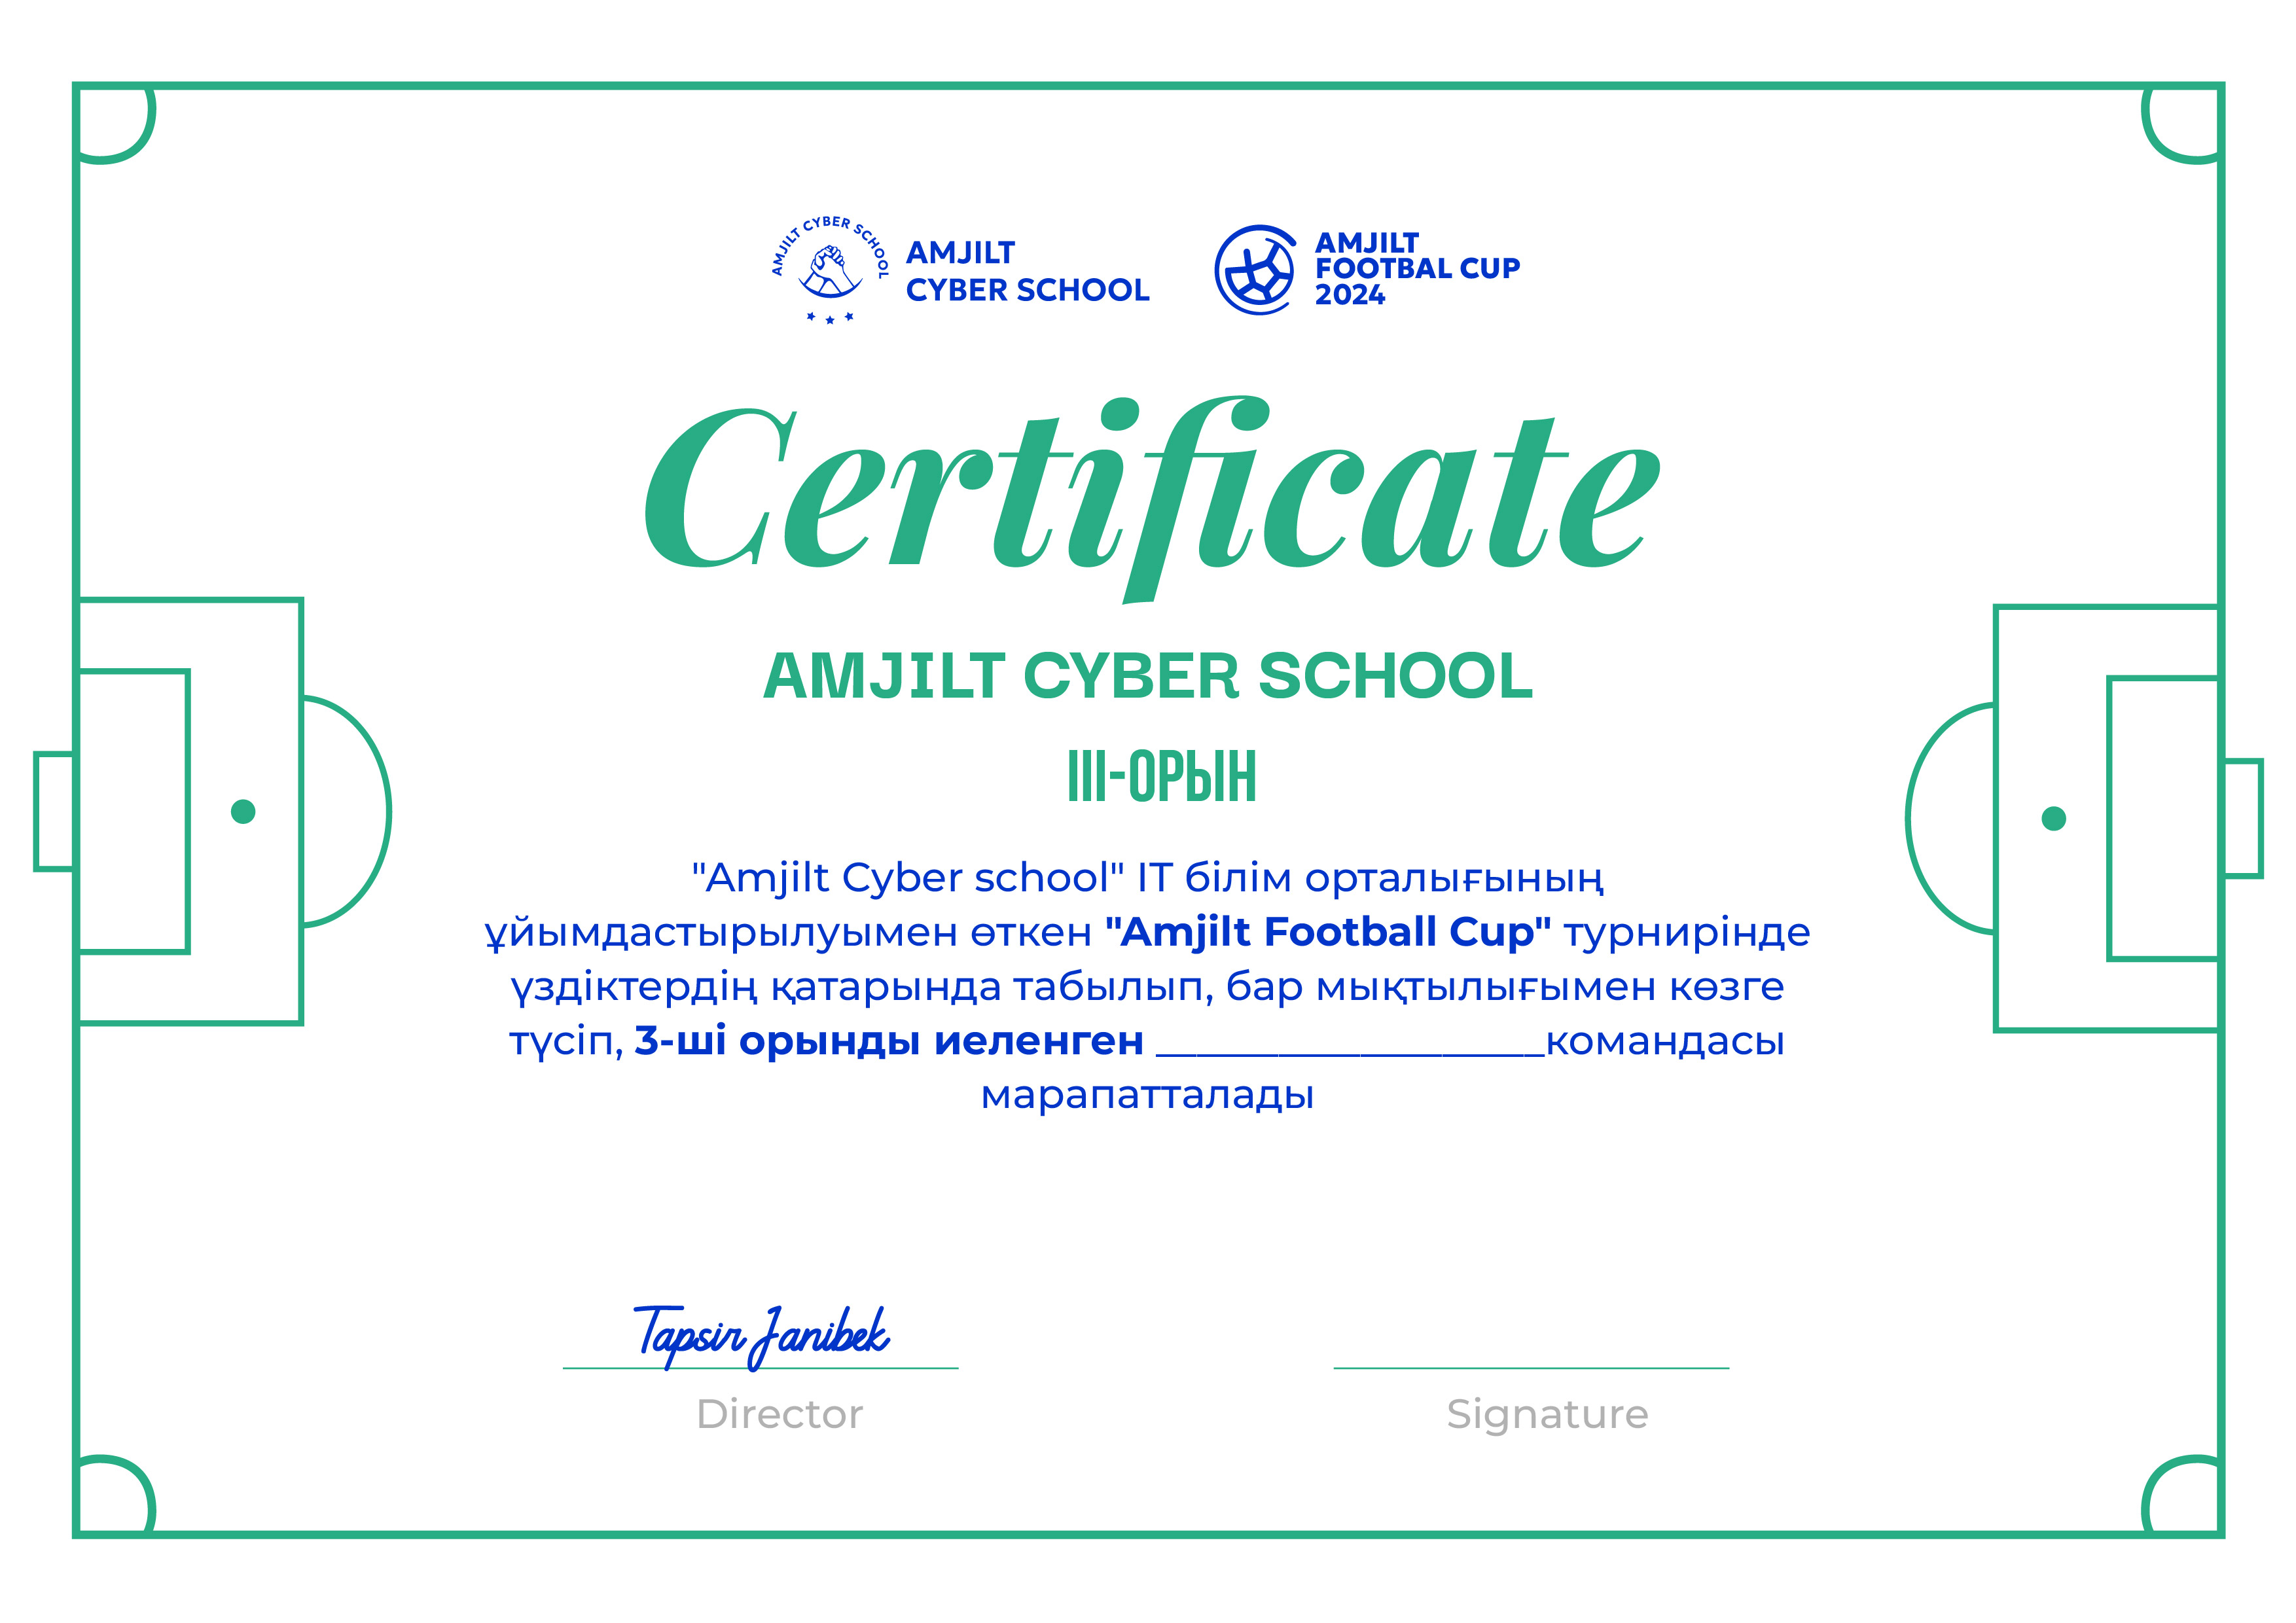 AMJILT CYBER SCHOOL
AMJILT
CYBER SCHOOL
AMJILT
FOOTBAL CUP
2024
Certificate
AMJILT CYBER SCHOOL
III-ОРЫН
"Amjilt Cyber school" IT білім орталығының
ұйымдастырылуымен өткен "Amjilt Football Cup" турнирінде
үздіктердің қатарында табылып, бар мықтылығымен көзге
түсіп, 3-ші орынды иеленген ___________________командасы
марапатталады
Tapsir Janibek
Director
Signature